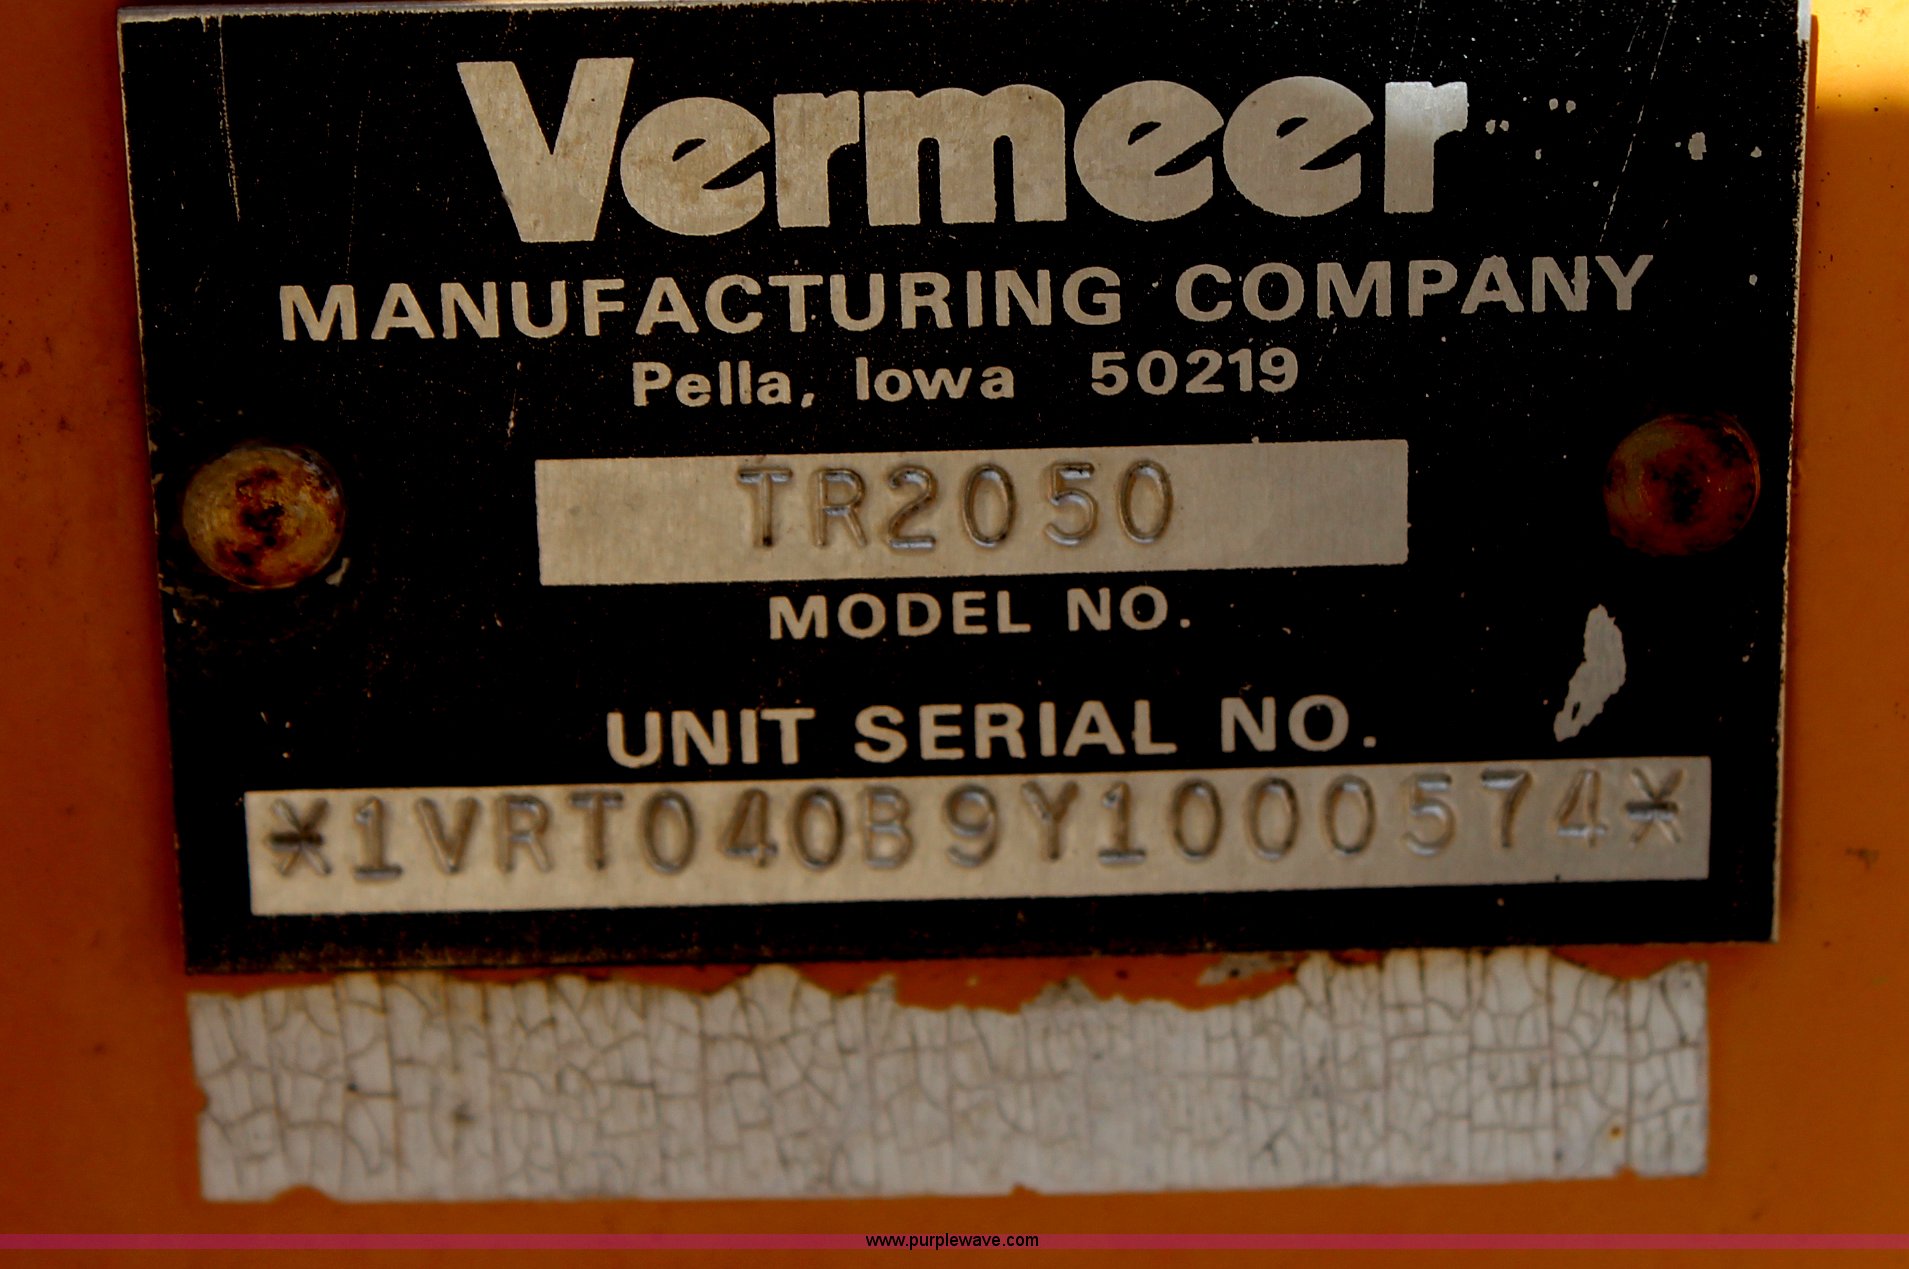 Vermeer
MANUFACTURING COMPANY
Pella, Iowa 50219
TR2050
MODEL NO.
UNIT SERIAL NO.
*1VRT040B9Y1000574*
www.purplewave.com